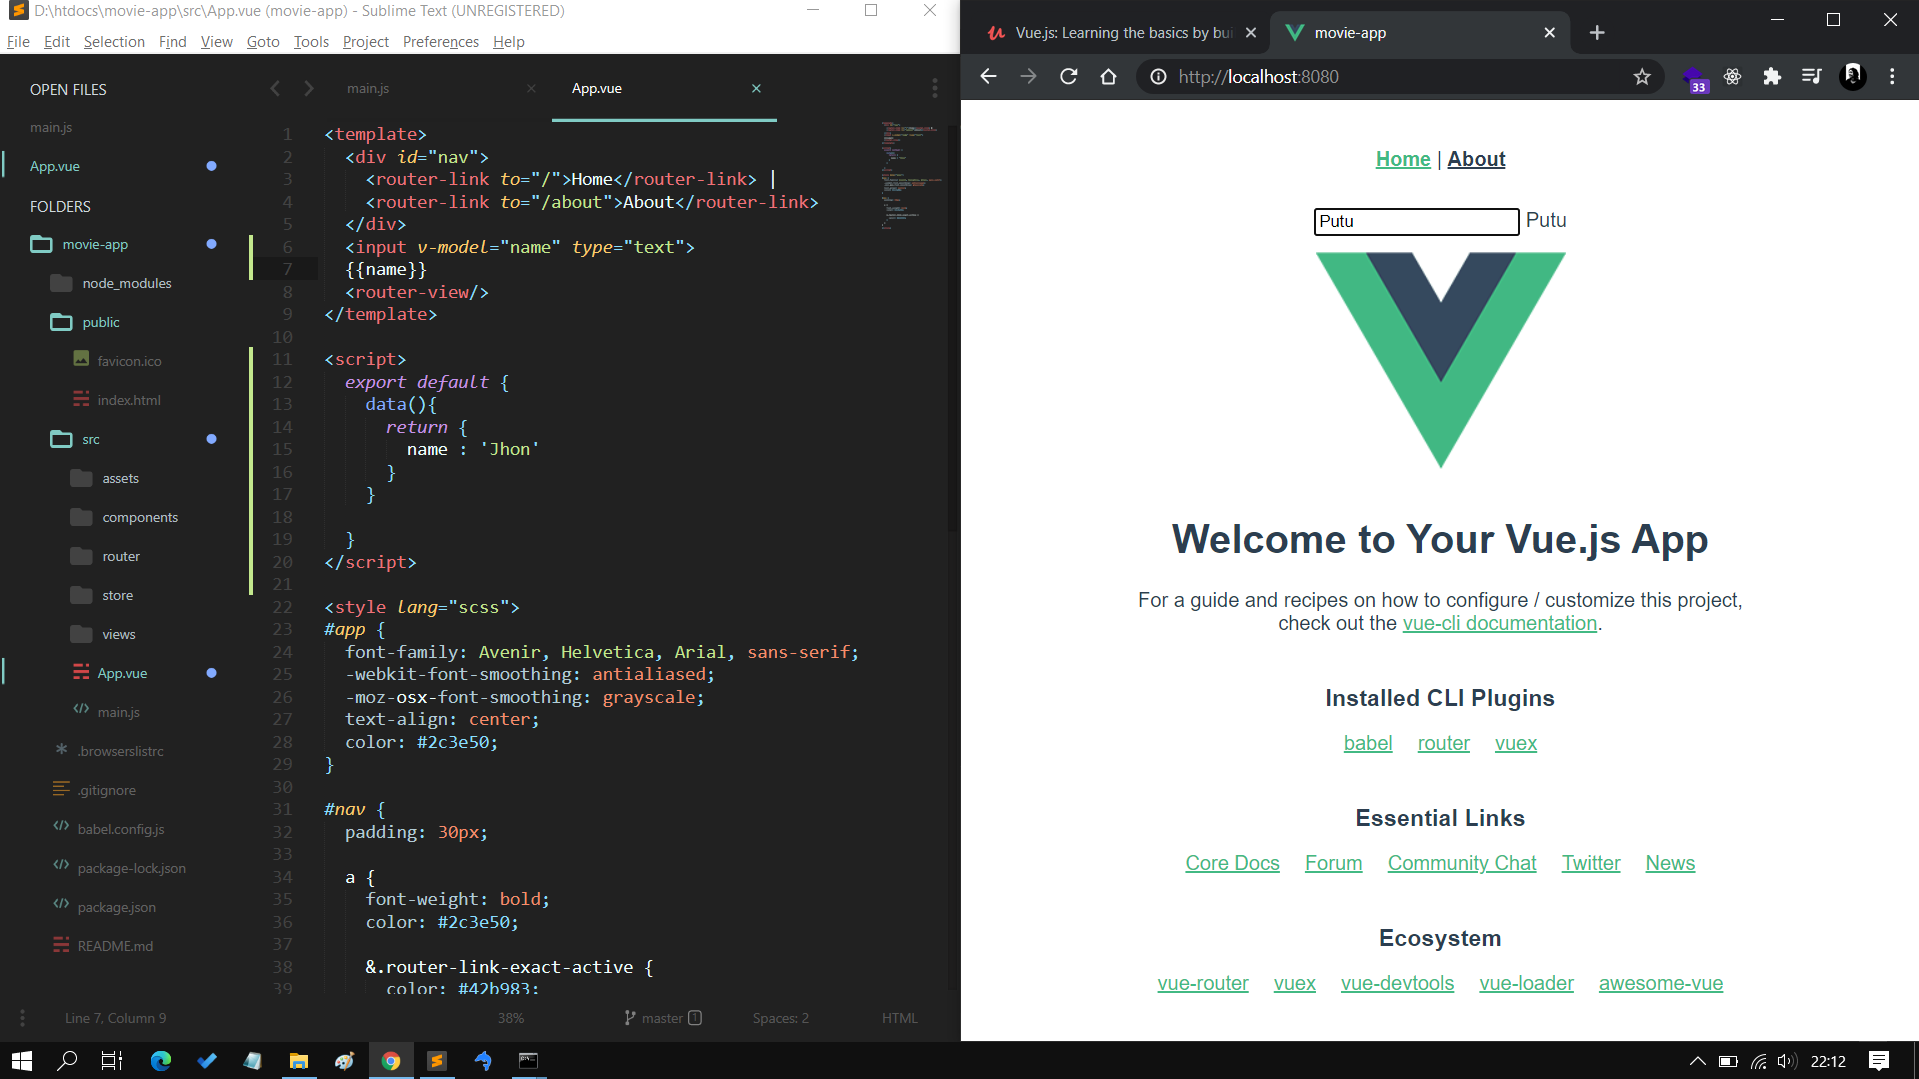 D:\htdocs\movie-app\src\App.vue (movie-app) - Sublime Text (UNREGISTERED)
File Edit Selection Find View Goto Tools Project Preferences Help
OPEN FILES
main.js
App.vue
FOLDERS
movie-app
node_modules
public
favicon.ico
index.html
src
assets
components
router
store
views
App.vue
main.js
.browserslistrc
.gitignore
babel.config.js
package-lock.json
package.json
README.md
main.js
App.vue
1 <template>
2 <div id="nav">
3 <router-link to="/">Home</router-link> |
4 <router-link to="/about">About</router-link>
5 </div>
6 <input v-model="name" type="text">
7 {{name}}
8 <router-view/>
9 </template>
10
11 <script>
12 export default {
13 data(){
14 return {
15 name : 'Jhon'
16 }
17 }
18
19 }
20 </script>
21
22 <style lang="scss">
23 #app {
24 font-family: Avenir, Helvetica, Arial, sans-serif;
25 -webkit-font-smoothing: antialiased;
26 -moz-osx-font-smoothing: grayscale;
27 text-align: center;
28 color: #2c3e50;
29 }
30
31 #nav {
32 padding: 30px;
33
34 a {
35 font-weight: bold;
36 color: #2c3e50;
37
38 &.router-link-exact-active {
39 color: #42b983;
Line 7, Column 9
38%
master 1
Spaces: 2
HTML
Vue.js: Learning the basics by bui
movie-app
http://localhost:8080
33
Home | About
Putu Putu
Welcome to Your Vue.js App
For a guide and recipes on how to configure / customize this project,
check out the vue-cli documentation.
Installed CLI Plugins
babel router vuex
Essential Links
Core Docs Forum Community Chat Twitter News
Ecosystem
vue-router vuex vue-devtools vue-loader awesome-vue
22:12